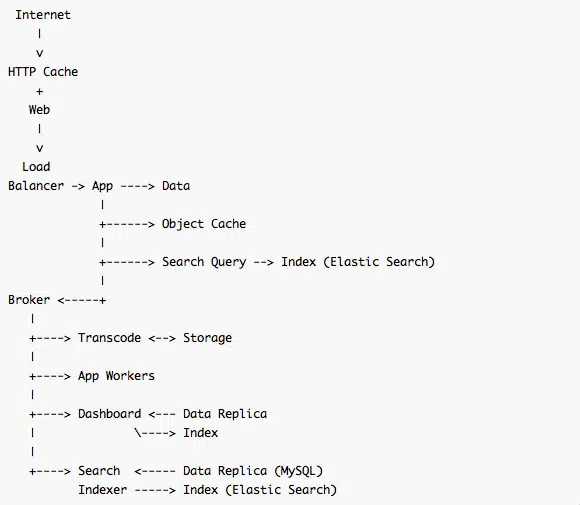 Internet
|
v
HTTP Cache
+
Web
|
v
Load
Balancer -> App ----> Data
|
+------> Object Cache
|
+------> Search Query --> Index (Elastic Search)
|
Broker <-----+
|
+----> Transcode <--> Storage
|
+----> App Workers
|
+----> Dashboard <--- Data Replica
| \----> Index
|
+----> Search <----- Data Replica (MySQL)
Indexer -----> Index (Elastic Search)